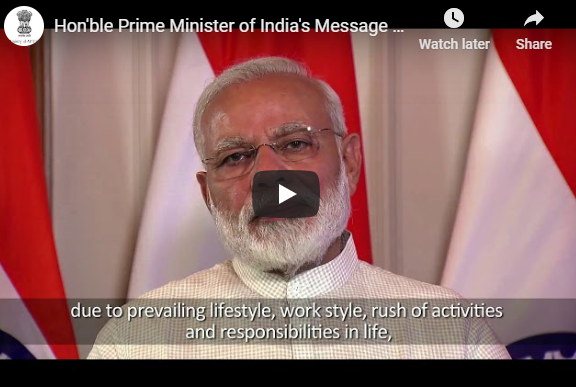 Hon'ble Prime Minister of India's Message ...
Watch later
Share
due to prevailing lifestyle, work style, rush of activities
and responsibilities in life,